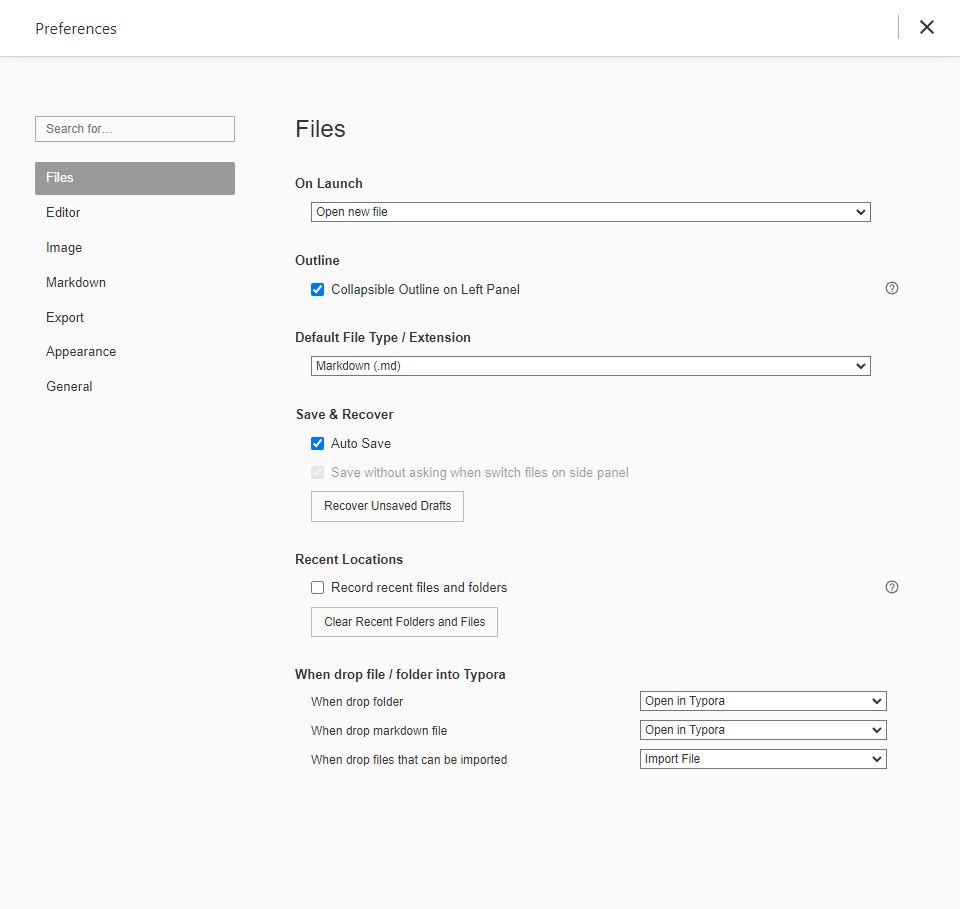 Preferences
Search for...
Files
Editor
Image
Markdown
Export
Appearance
General
Files
On Launch
Open new file
Outline
Collapsible Outline on Left Panel
Default File Type / Extension
Markdown (.md)
Save & Recover
Auto Save
Save without asking when switch files on side panel
Recover Unsaved Drafts
Recent Locations
Record recent files and folders
Clear Recent Folders and Files
When drop file / folder into Typora
When drop folder Open in Typora
When drop markdown file Open in Typora
When drop files that can be imported Import File